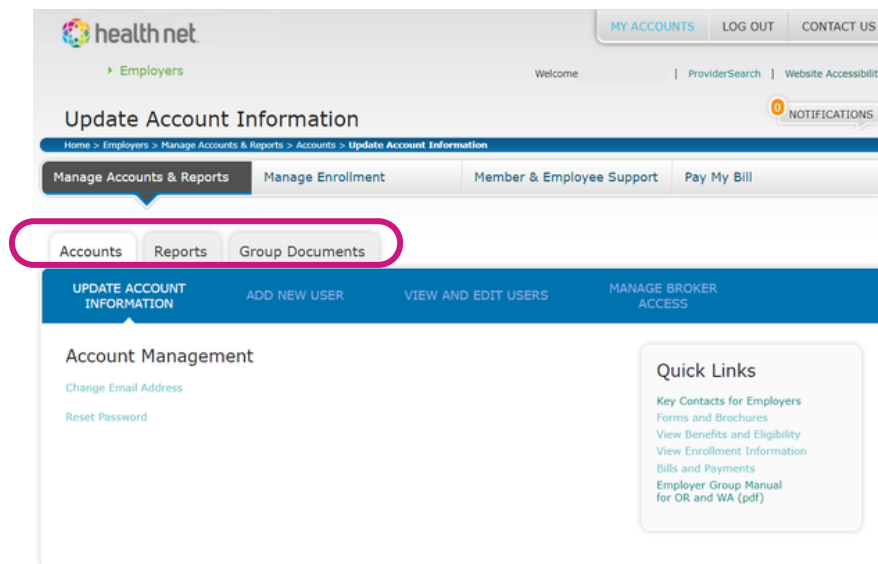 health net
MY ACCOUNTS LOG OUT CONTACT US
Employers
Welcome | ProviderSearch | Website Accessibilit
Update Account Information
0 NOTIFICATIONS
Home > Employers > Manage Accounts & Reports > Accounts > Update Account Information
Manage Accounts & Reports Manage Enrollment Member & Employee Support Pay My Bill
Accounts Reports Group Documents
UPDATE ACCOUNT INFORMATION ADD NEW USER VIEW AND EDIT USERS MANAGE BROKER ACCESS
Account Management
Change Email Address
Reset Password
Quick Links
Key Contacts for Employers
Forms and Brochures
View Benefits and Eligibility
View Enrollment Information
Bills and Payments
Employer Group Manual
for OR and WA (pdf)